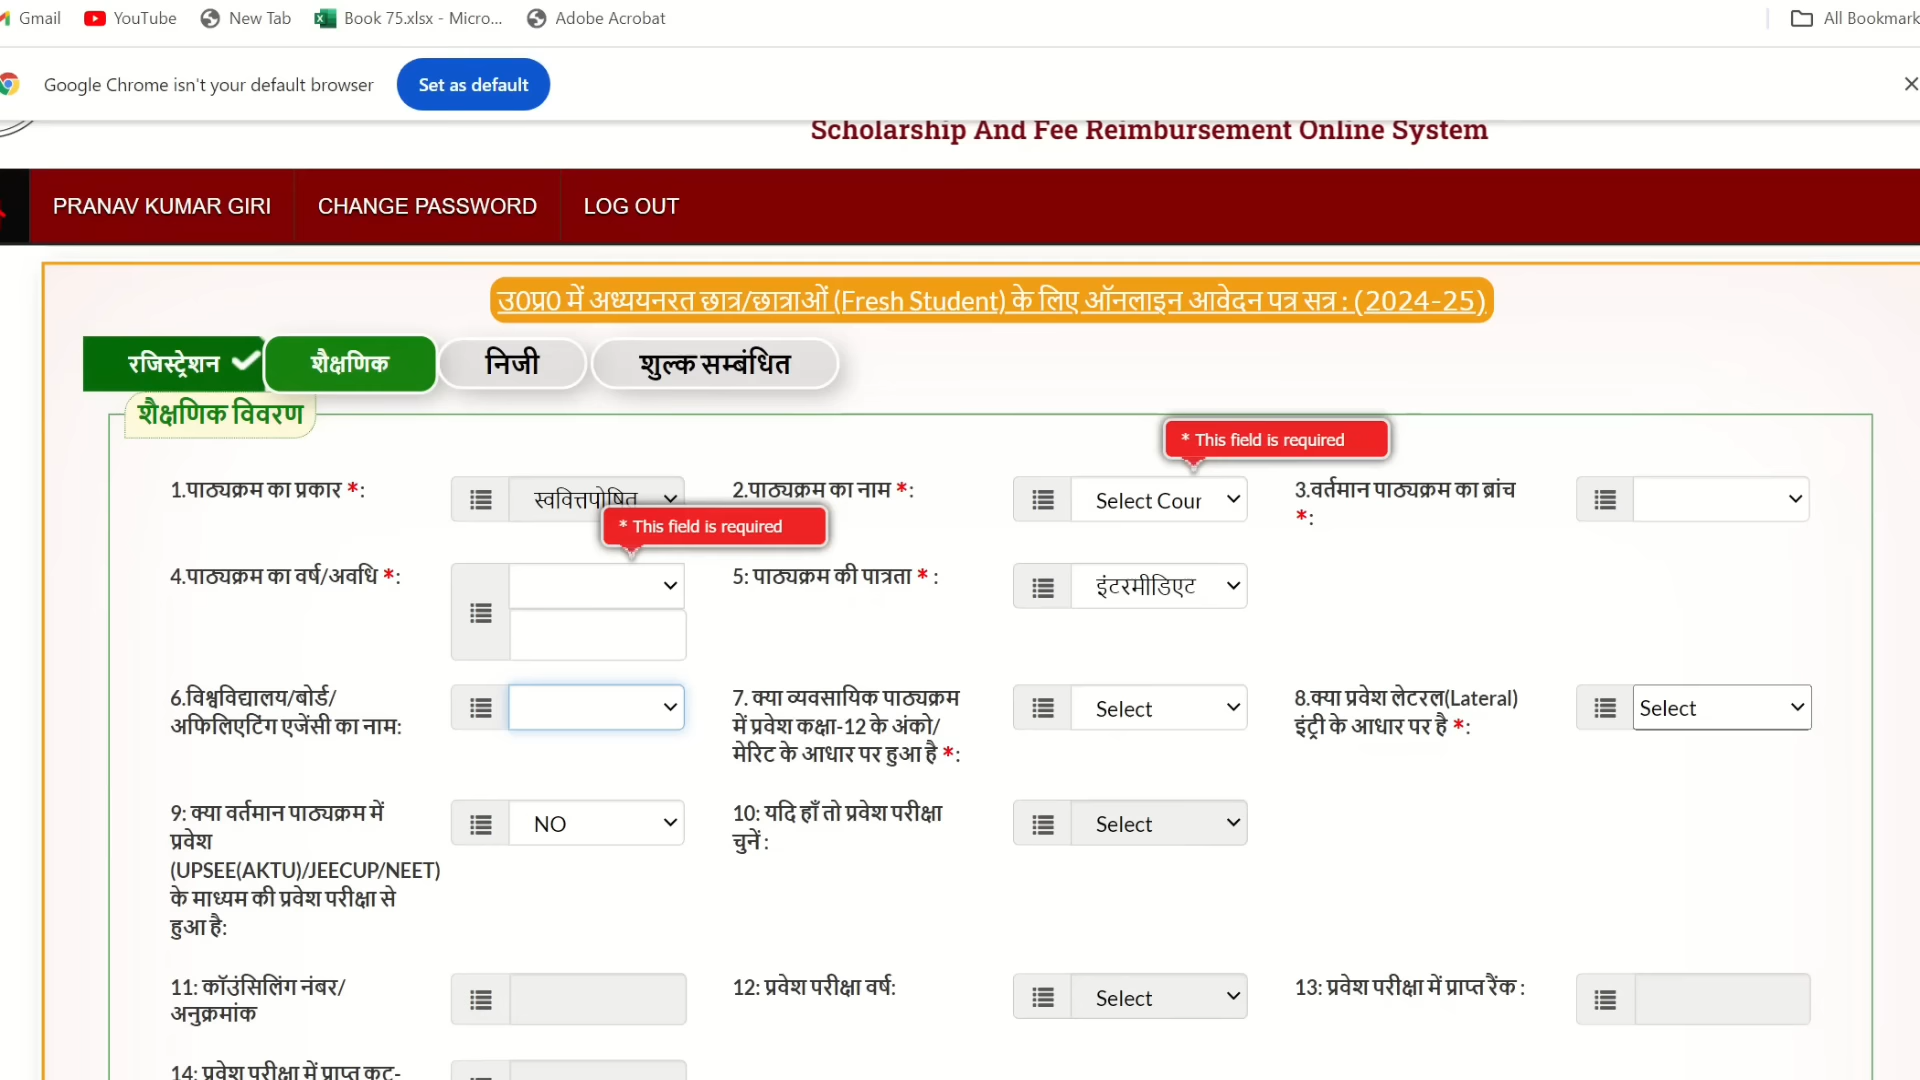 Gmail YouTube New Tab Book 75.xlsx - Micro... Adobe Acrobat All Bookmark
Google Chrome isn't your default browser Set as default
Scholarship And Fee Reimbursement Online System
PRANAV KUMAR GIRI CHANGE PASSWORD LOG OUT
उ0प्र0 में अध्ययनरत छात्र/छात्राओं (Fresh Student) के लिए ऑनलाइन आवेदन पत्र सत्र : (2024-25)
रजिस्ट्रेशन शैक्षणिक निजी शुल्क सम्बंधित
शैक्षणिक विवरण
* This field is required
1.पाठ्यक्रम का प्रकार *: स्ववित्तपोषित 2.पाठ्यक्रम का नाम *: Select Cour 3.वर्तमान पाठ्यक्रम का ब्रांच
*:
* This field is required
4.पाठ्यक्रम का वर्ष/अवधि *: 5: पाठ्यक्रम की पात्रता * : इंटरमीडिएट
6.विश्वविद्यालय/बोर्ड/
अफिलिएटिंग एजेंसी का नाम:
7. क्या व्यवसायिक पाठ्यक्रम
में प्रवेश कक्षा-12 के अंको/
मेरिट के आधार पर हुआ है *:
Select
8.क्या प्रवेश लेटरल(Lateral)
इंट्री के आधार पर है *:
Select
9: क्या वर्तमान पाठ्यक्रम में
प्रवेश
(UPSEE(AKTU)/JEECUP/NEET)
के माध्यम की प्रवेश परीक्षा से
हुआ है:
NO
10: यदि हाँ तो प्रवेश परीक्षा
चुनें :
Select
11: कॉउंसिलिंग नंबर/
अनुक्रमांक
12: प्रवेश परीक्षा वर्ष: Select 13: प्रवेश परीक्षा में प्राप्त रैंक :
14: प्रवेश परीक्षा में प्राप्त कट-